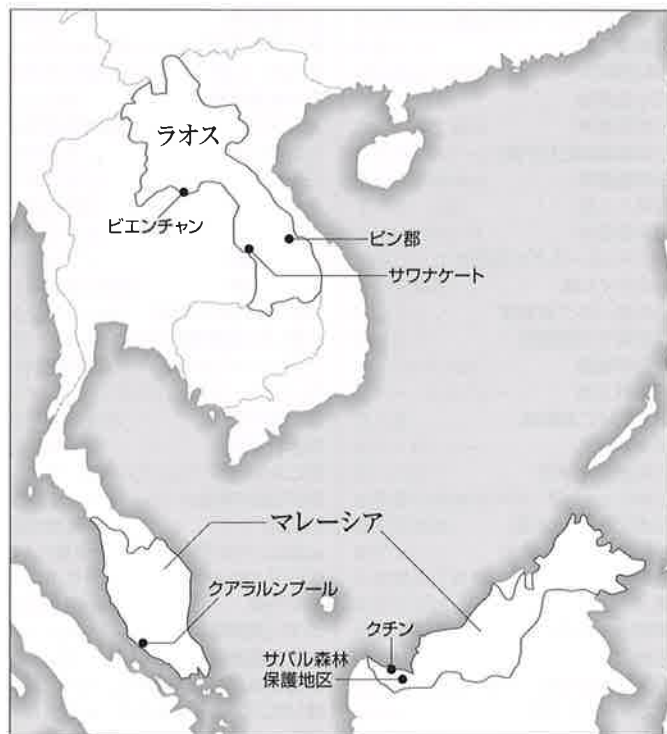 ラオス
ビエンチャン
ビン郡
サワナケート
マレーシア
クアラルンプール
クチン
サバル森林
保護地区